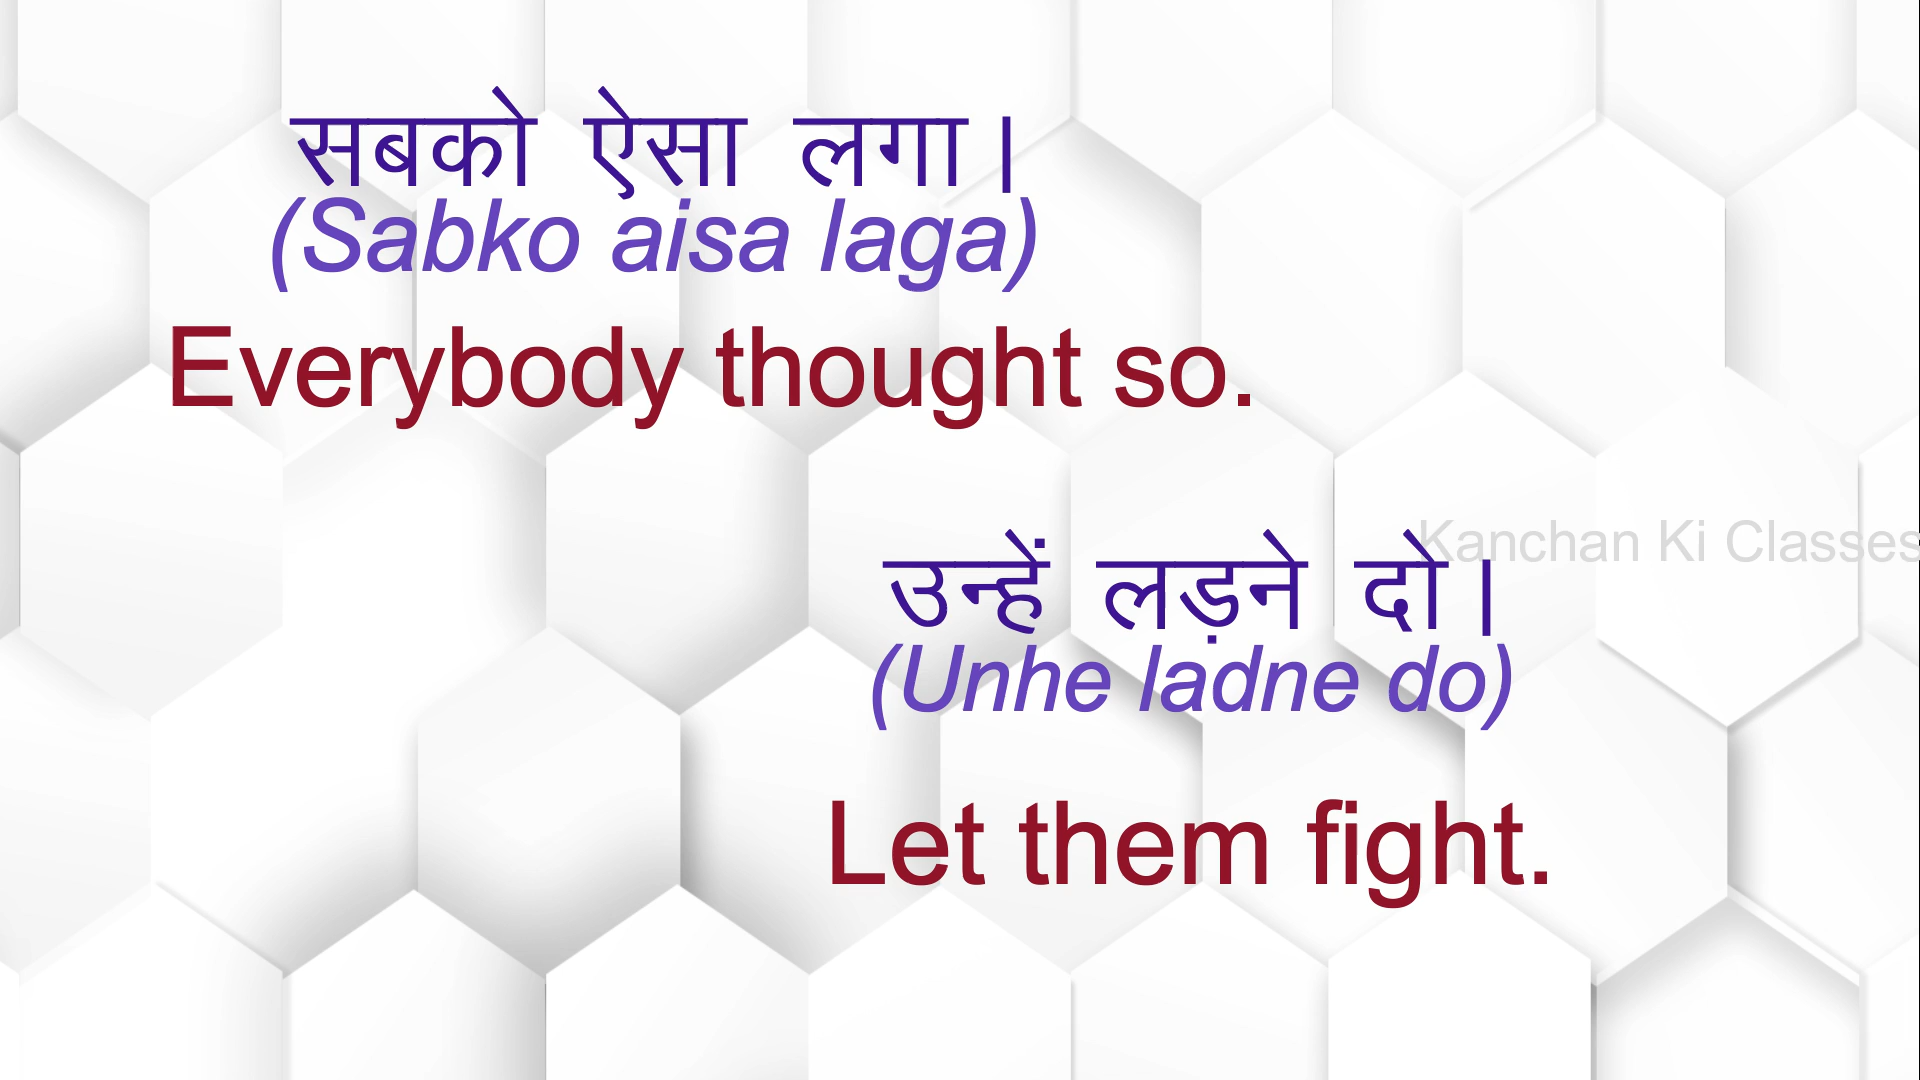 सबको ऐसा लगा।
(Sabko aisa laga)
Everybody thought so.
Kanchan Ki Classes
उन्हें लड़ने दो।
(Unhe ladne do)
Let them fight.